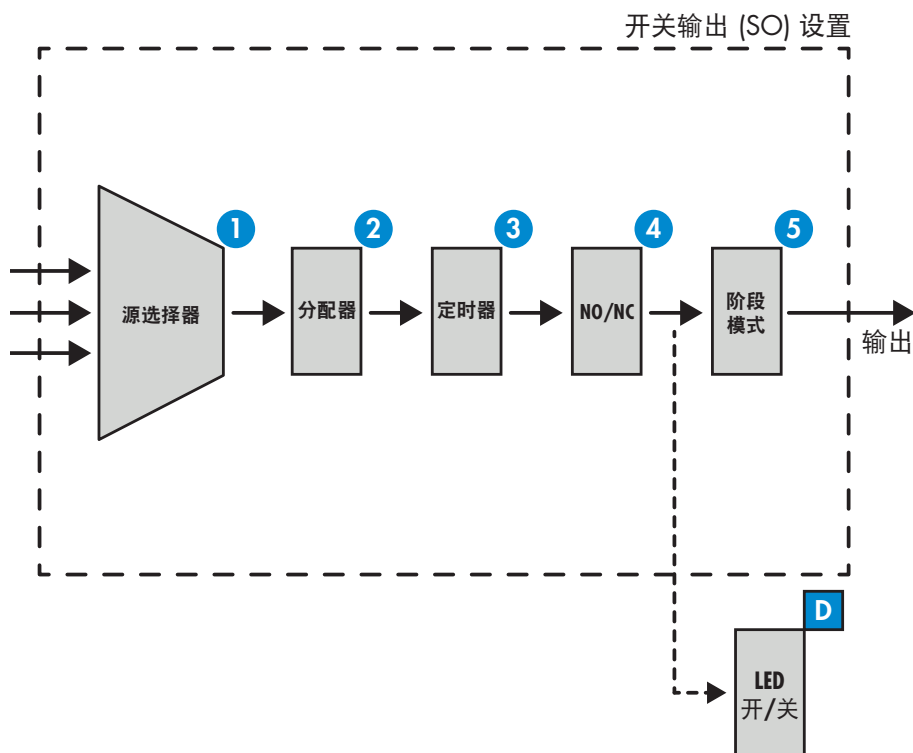 开关输出 (SO) 设置
1
2
3
4
5
源选择器
分配器
定时器
NO/NC
阶段
模式
输出
D
LED
开/关